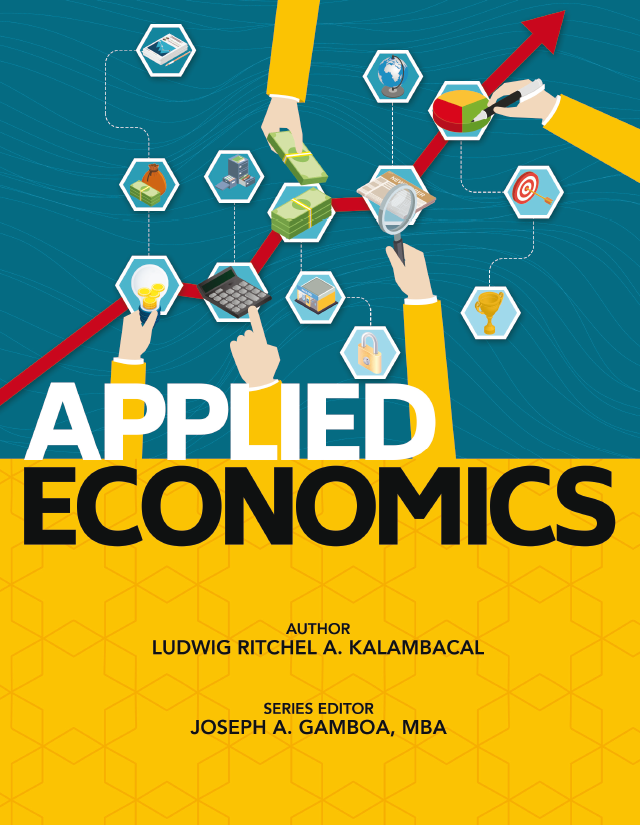 APPLIED
ECONOMICS
AUTHOR
LUDWIG RITCHEL A. KALAMBACAL
SERIES EDITOR
JOSEPH A. GAMBOA, MBA